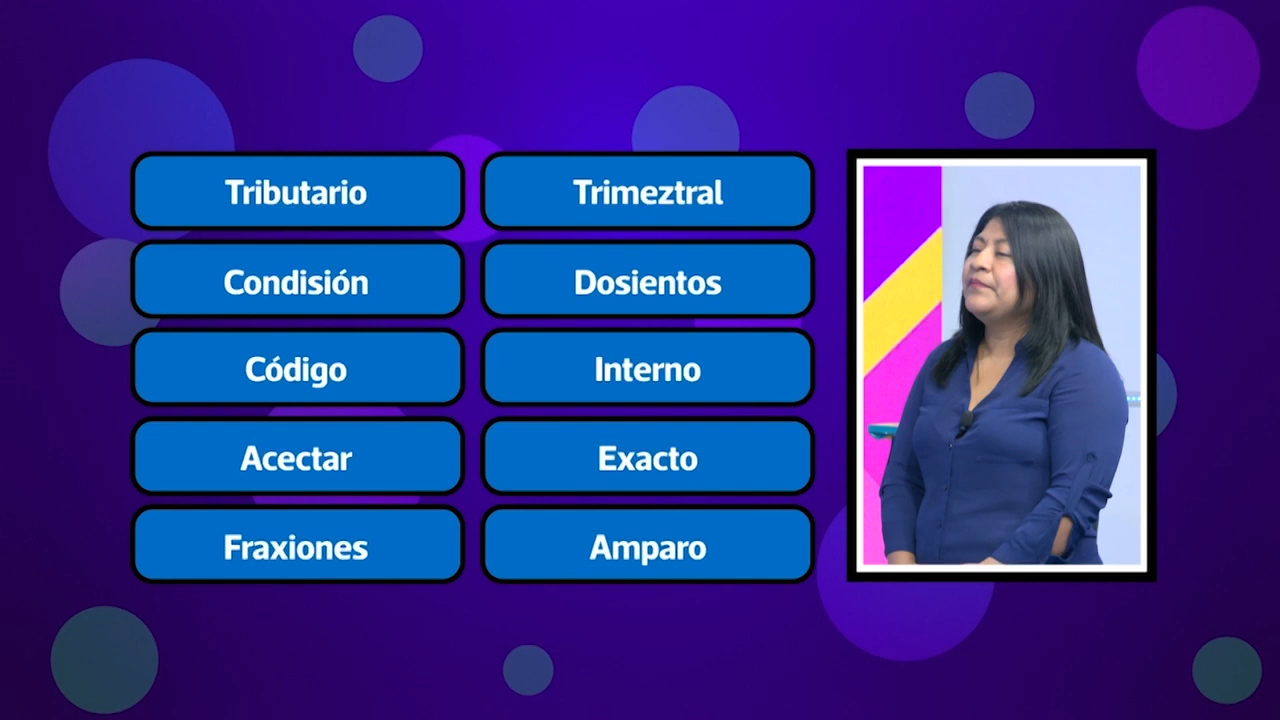 Tributario
Trimeztral
Condisión
Dosientos
Código
Interno
Acectar
Exacto
Fraxiones
Amparo